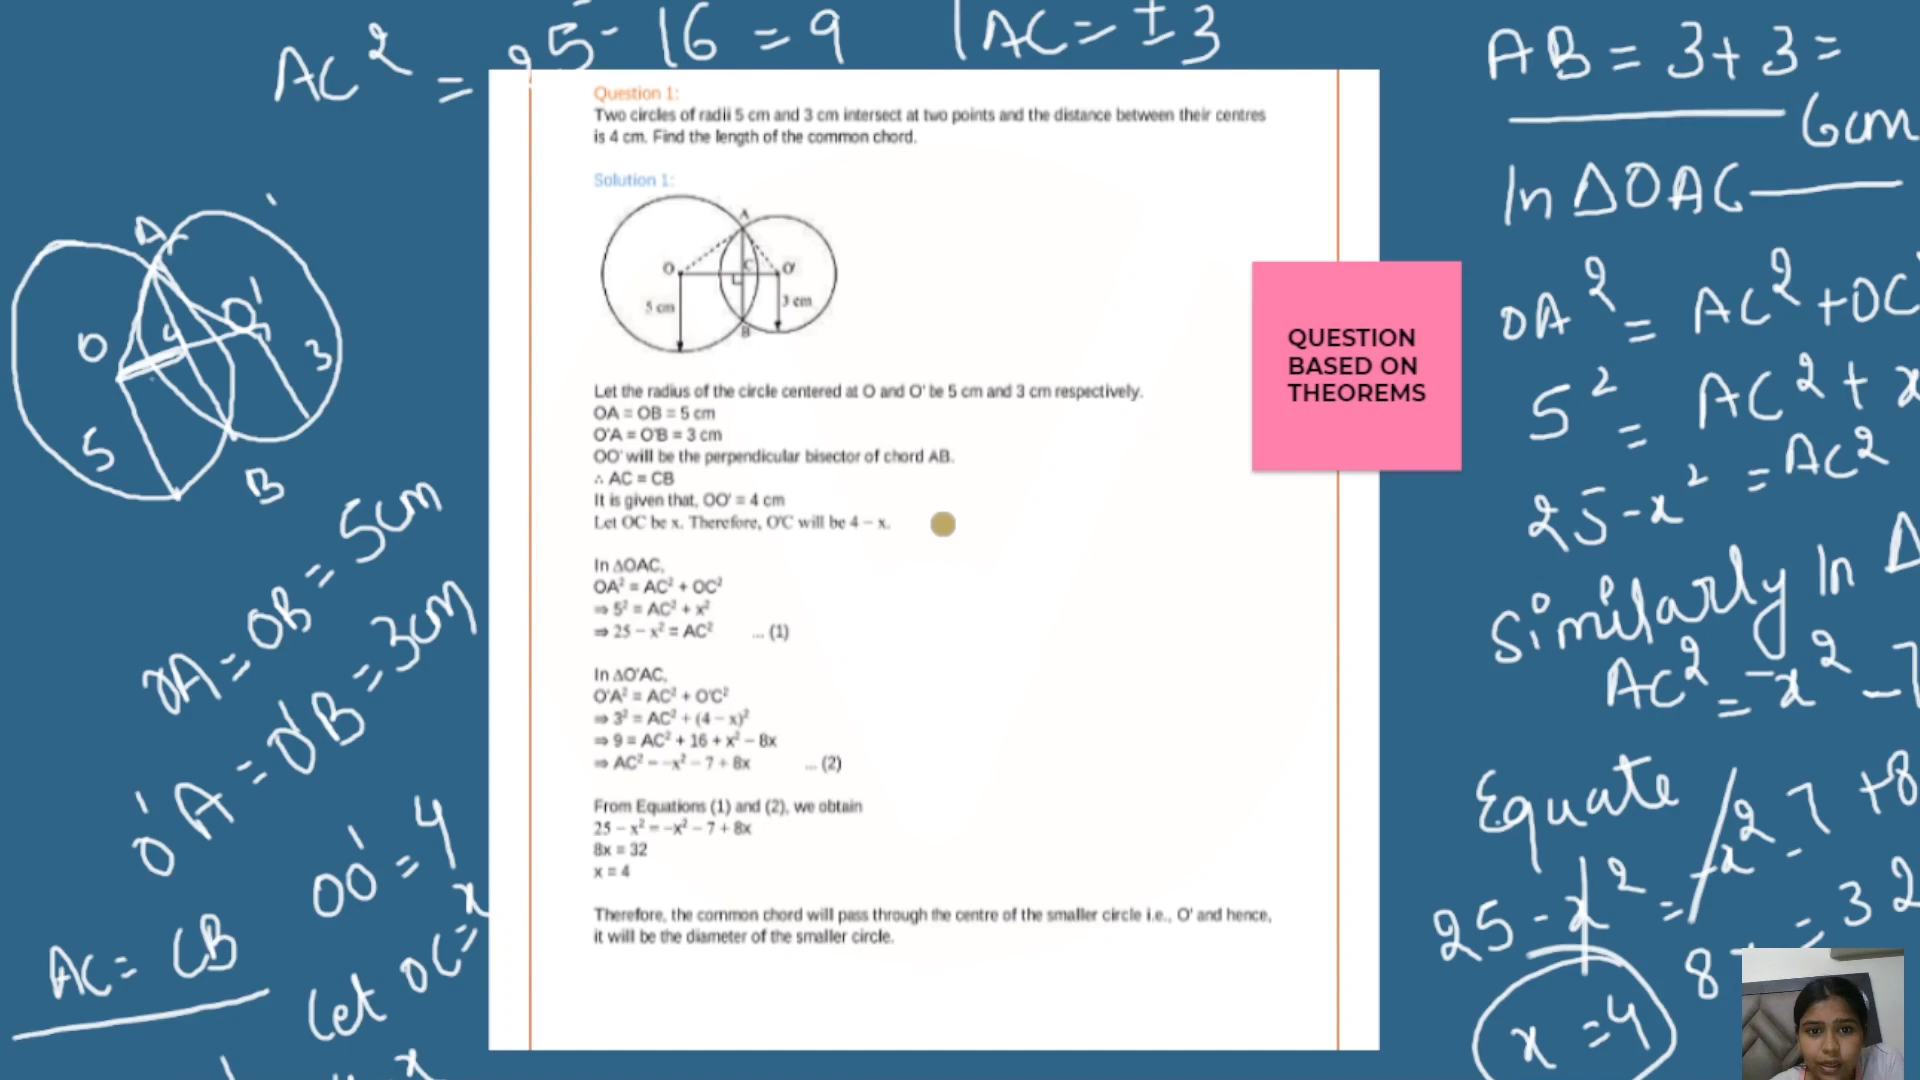 AC² = 25 - 16 = 9
AC = ± 3
Question 1:
Two circles of radii 5 cm and 3 cm intersect at two points and the distance between their centres
is 4 cm. Find the length of the common chord.
Solution 1:
A
O
C
O'
5 cm
3 cm
B
Let the radius of the circle centered at O and O' be 5 cm and 3 cm respectively.
OA = OB = 5 cm
O'A = O'B = 3 cm
OO' will be the perpendicular bisector of chord AB.
∴ AC = CB
It is given that, OO' = 4 cm
Let OC be x. Therefore, O'C will be 4 − x.
In ΔOAC,
OA² = AC² + OC²
⇒ 5² = AC² + x²
⇒ 25 − x² = AC² ... (1)
In ΔO'AC,
O'A² = AC² + O'C²
⇒ 3² = AC² + (4 − x)²
⇒ 9 = AC² + 16 + x² − 8x
⇒ AC² = −x² − 7 + 8x ... (2)
From Equations (1) and (2), we obtain
25 − x² = −x² − 7 + 8x
8x = 32
x = 4
Therefore, the common chord will pass through the centre of the smaller circle i.e., O' and hence,
it will be the diameter of the smaller circle.
QUESTION
BASED ON
THEOREMS
A
O
4
O'
3
5
B
OA = OB = 5cm
O'A = O'B = 3cm
OO' = 4
AC = CB
Let OC = x
x
AB = 3 + 3 =
6cm
In ΔOAC
OA² = AC² + OC
5² = AC² + x
25 - x² = AC²
Similarly In Δ
AC² = -x² - 7
Equate
25 - x² = -x² - 7 + 8
8 = 32
x = 4